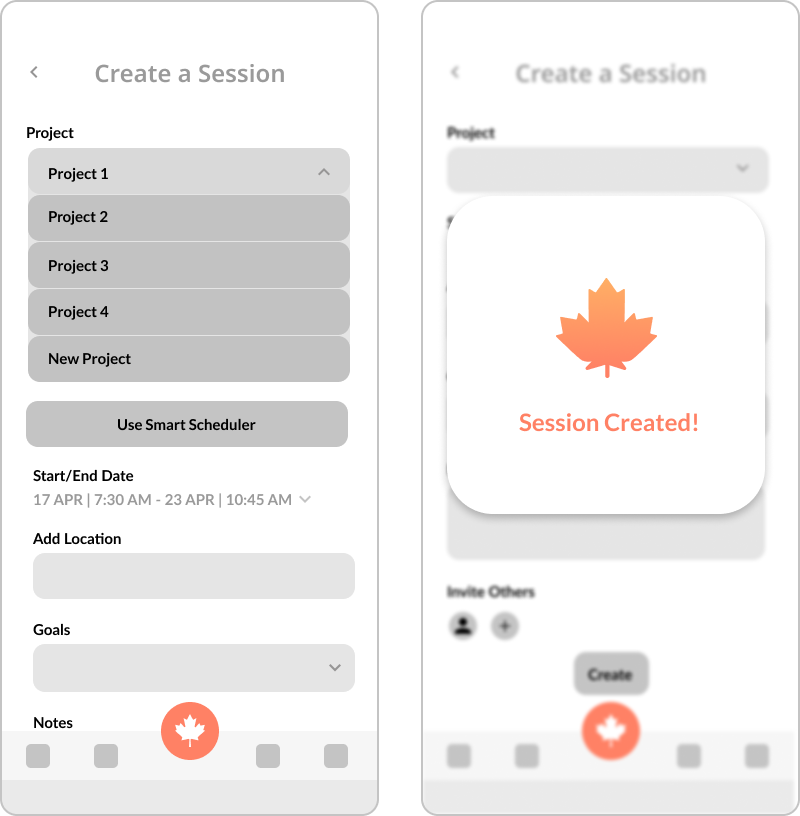 Create a Session
Project
Project 1
Project 2
Project 3
Project 4
New Project
Use Smart Scheduler
Start/End Date
17 APR | 7:30 AM - 23 APR | 10:45 AM
Add Location
Goals
Notes
Create a Session
Project
Session Created!
Invite Others
Create